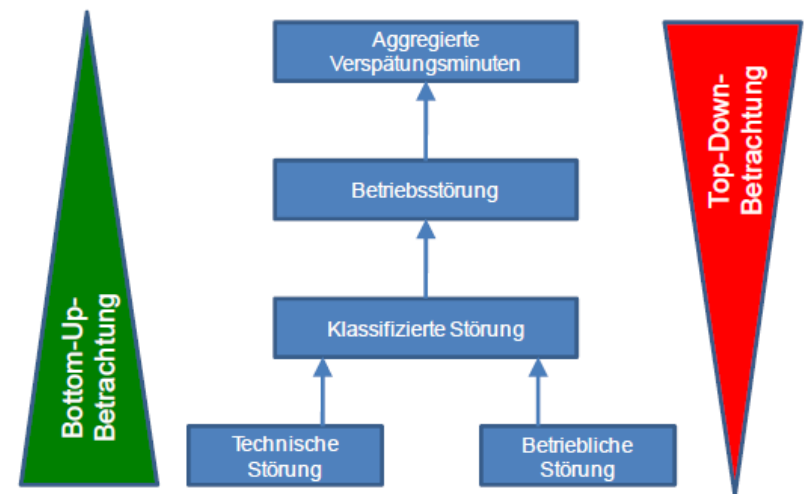 Aggregierte
Verspätungsminuten
Betriebsstörung
Klassifizierte Störung
Technische
Störung
Betriebliche
Störung
Bottom-Up-
Betrachtung
Top-Down-
Betrachtung